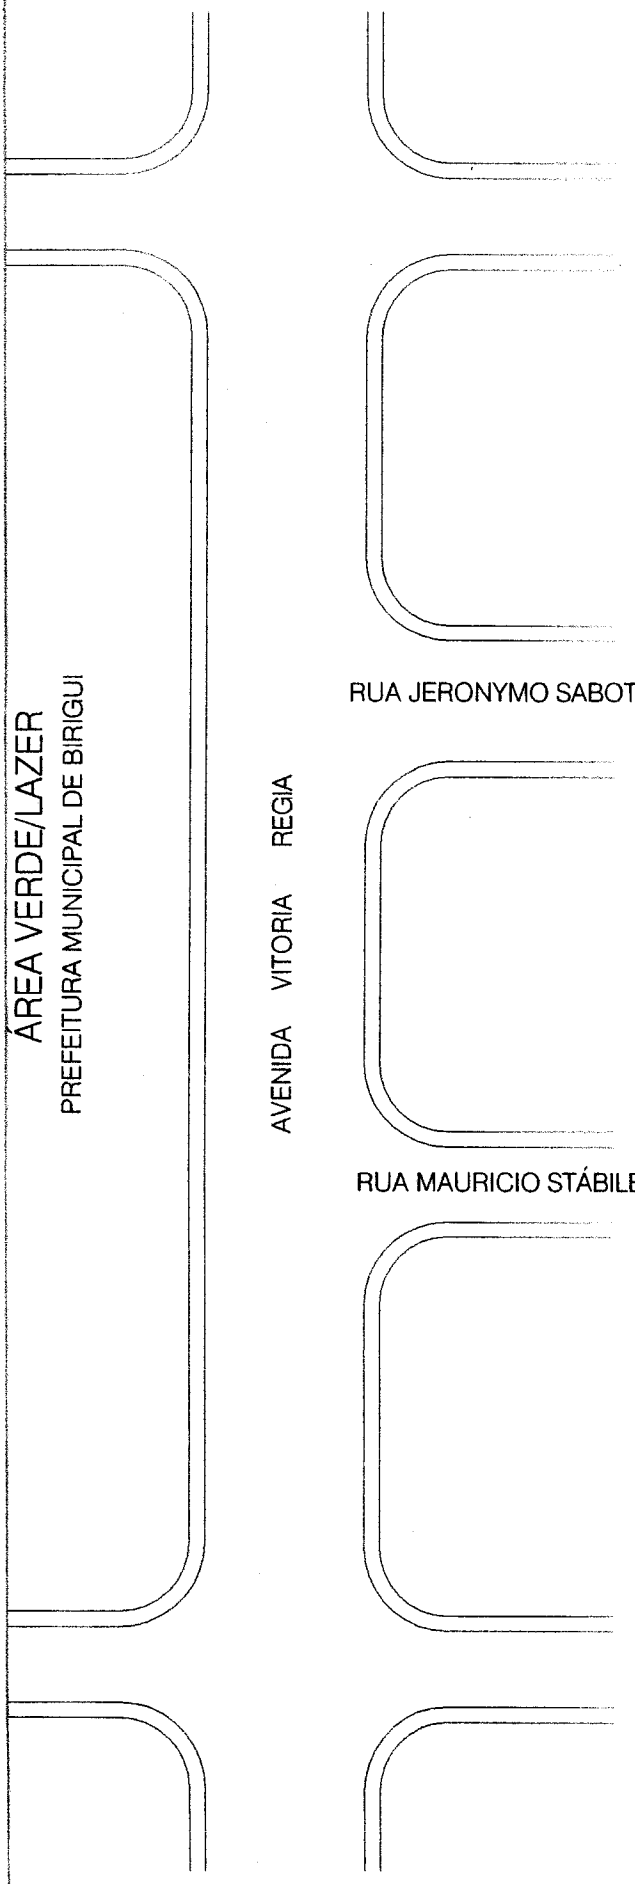 ÁREA VERDE/LAZER
PREFEITURA MUNICIPAL DE BIRIGUI
AVENIDA VITORIA REGIA
RUA JERONYMO SABOT
RUA MAURICIO STÁBILE